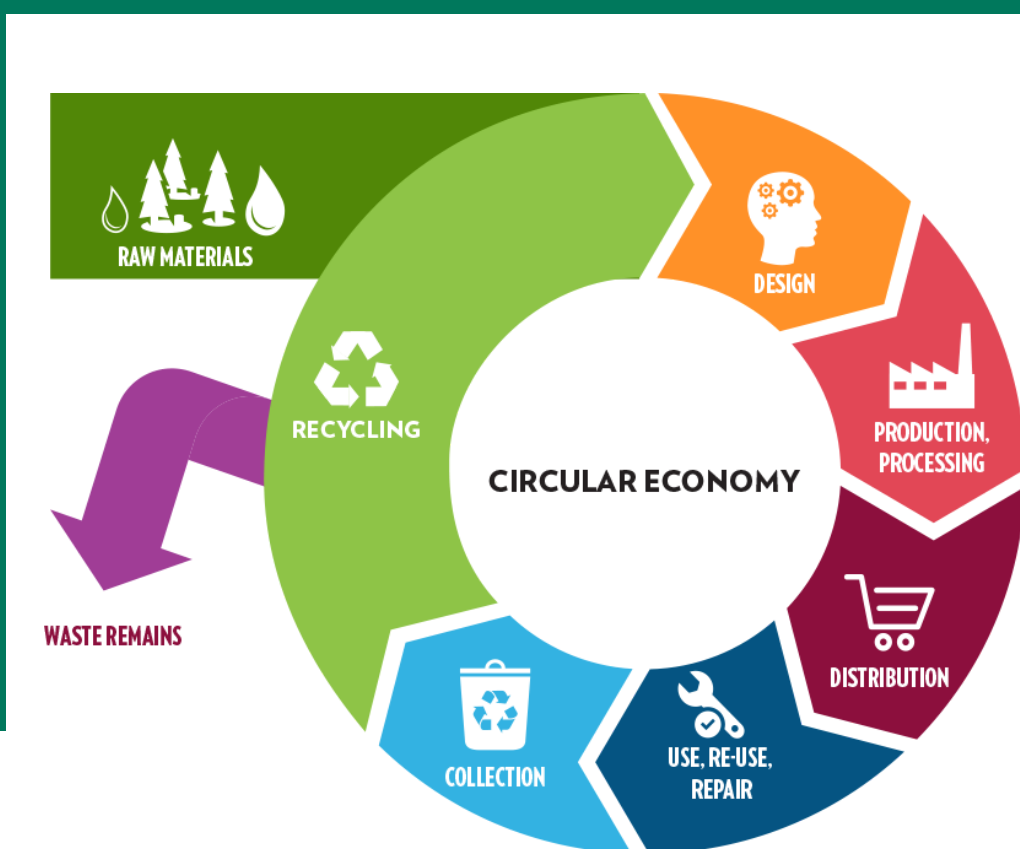 RAW MATERIALS
DESIGN
RECYCLING
PRODUCTION,
PROCESSING
CIRCULAR ECONOMY
WASTE REMAINS
DISTRIBUTION
USE, RE-USE,
REPAIR
COLLECTION